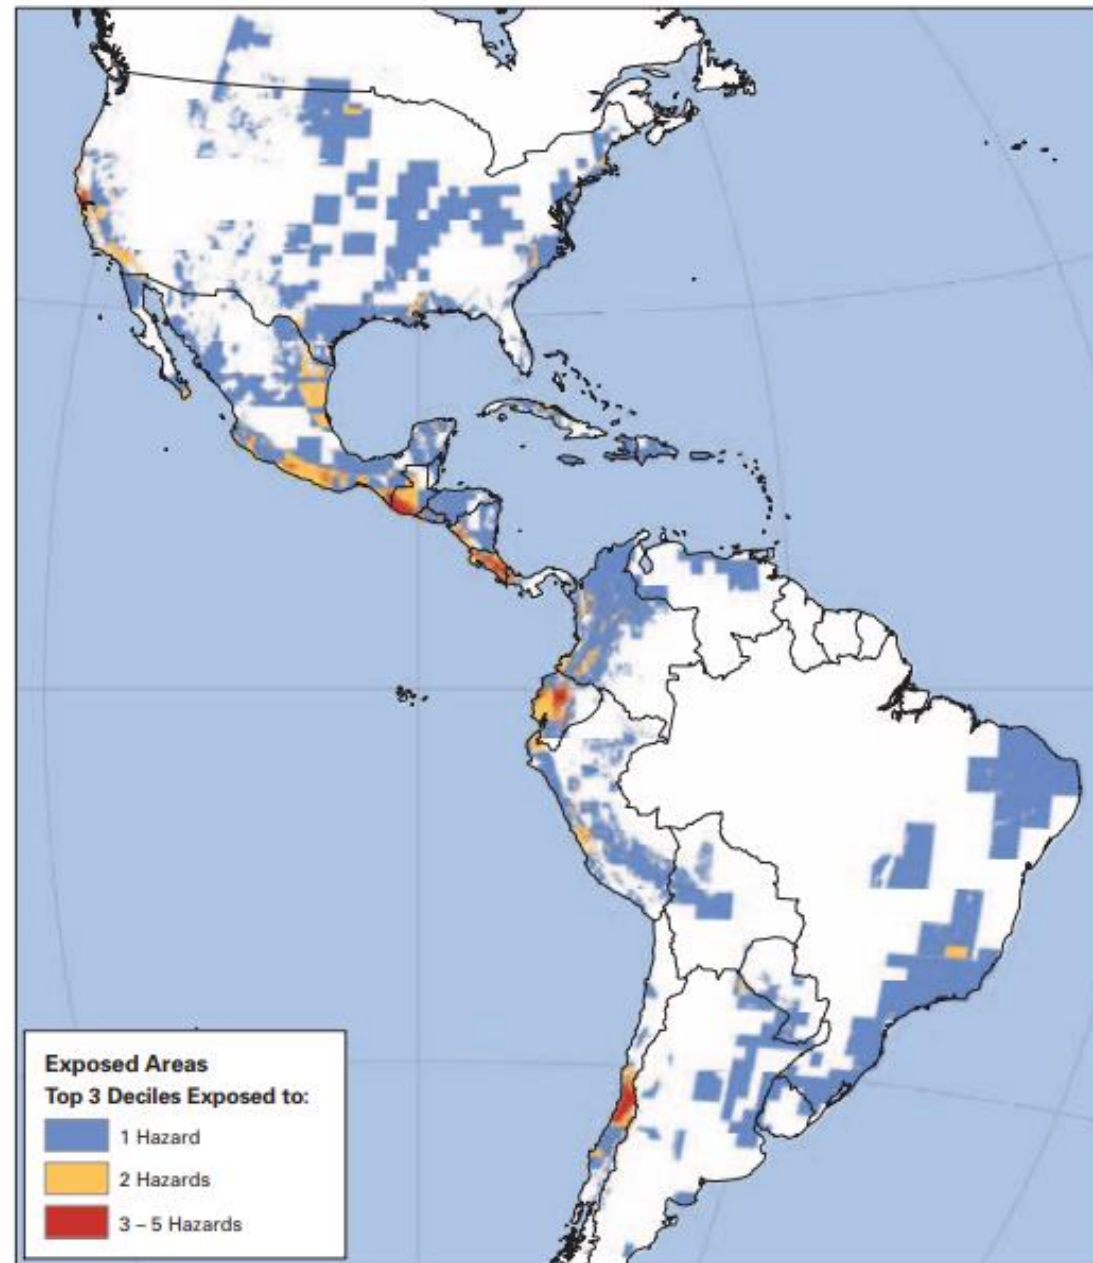 Exposed Areas
Top 3 Deciles Exposed to:
1 Hazard
2 Hazards
3 – 5 Hazards